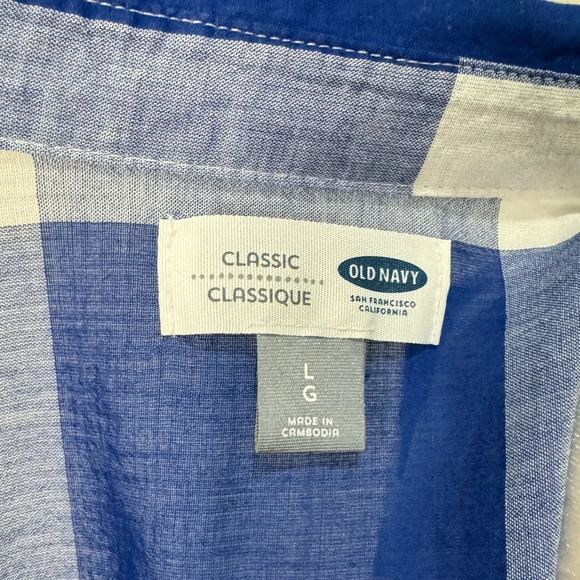 CLASSIC
CLASSIQUE
OLD NAVY
SAN FRANCISCO
CALIFORNIA
L
G
MADE IN
CAMBODIA